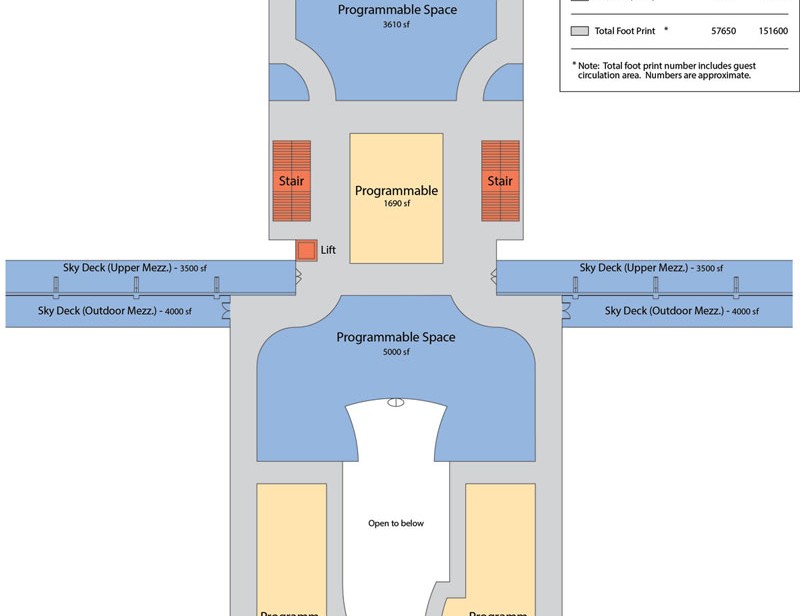 Programmable Space
3610 sf
Total Foot Print * 57650 151600
* Note: Total foot print number includes guest
circulation area. Numbers are approximate.
Stair
Programmable
1690 sf
Stair
Lift
Sky Deck (Upper Mezz.) - 3500 sf
Sky Deck (Upper Mezz.) - 3500 sf
Sky Deck (Outdoor Mezz.) - 4000 sf
Sky Deck (Outdoor Mezz.) - 4000 sf
Programmable Space
5000 sf
Open to below
Programm
Programm